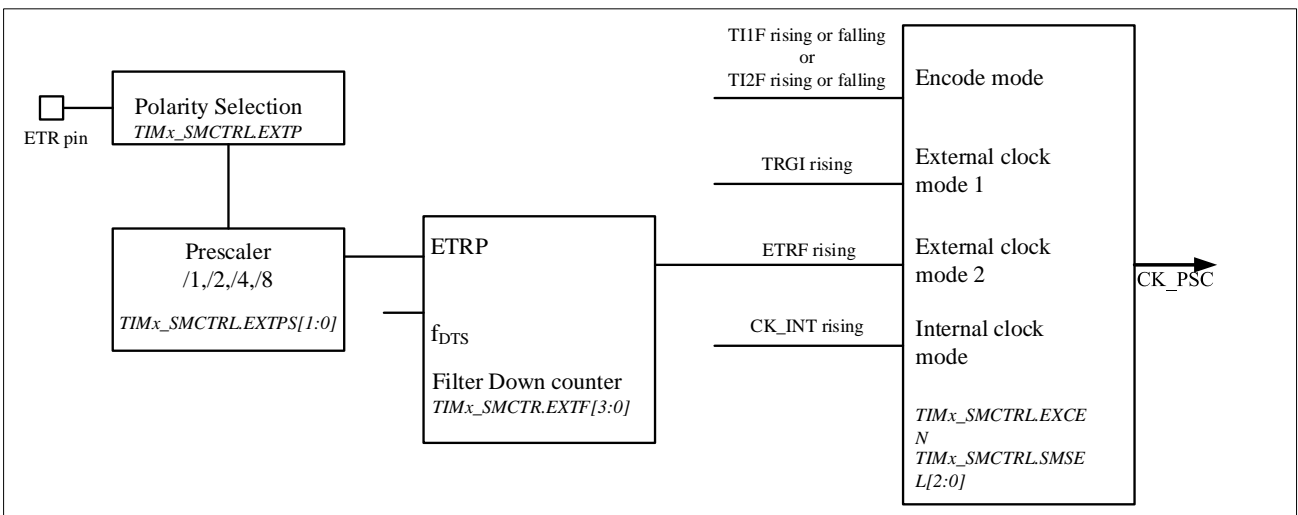 ETR pin
Polarity Selection
TIMx_SMCTRL.EXTP
Prescaler
/1,/2,/4,/8
TIMx_SMCTRL.EXTPS[1:0]
ETRP
fDTS
Filter Down counter
TIMx_SMCTR.EXTF[3:0]
TI1F rising or falling
or
TI2F rising or falling
TRGI rising
ETRF rising
CK_INT rising
Encode mode
External clock
mode 1
External clock
mode 2
Internal clock
mode
TIMx_SMCTRL.EXCE
N
TIMx_SMCTRL.SMSE
L[2:0]
CK_PSC